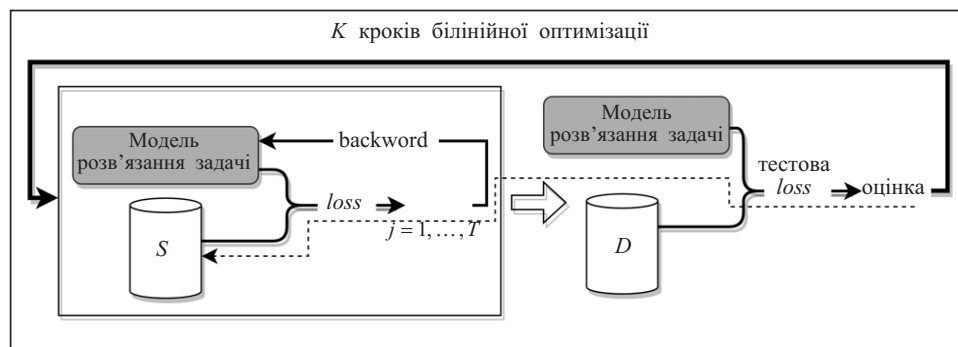 K кроків білінійної оптимізації
Модель
розв'язання задачі
backword
loss
j = 1, ..., T
S
Модель
розв'язання задачі
тестова
loss
оцінка
D